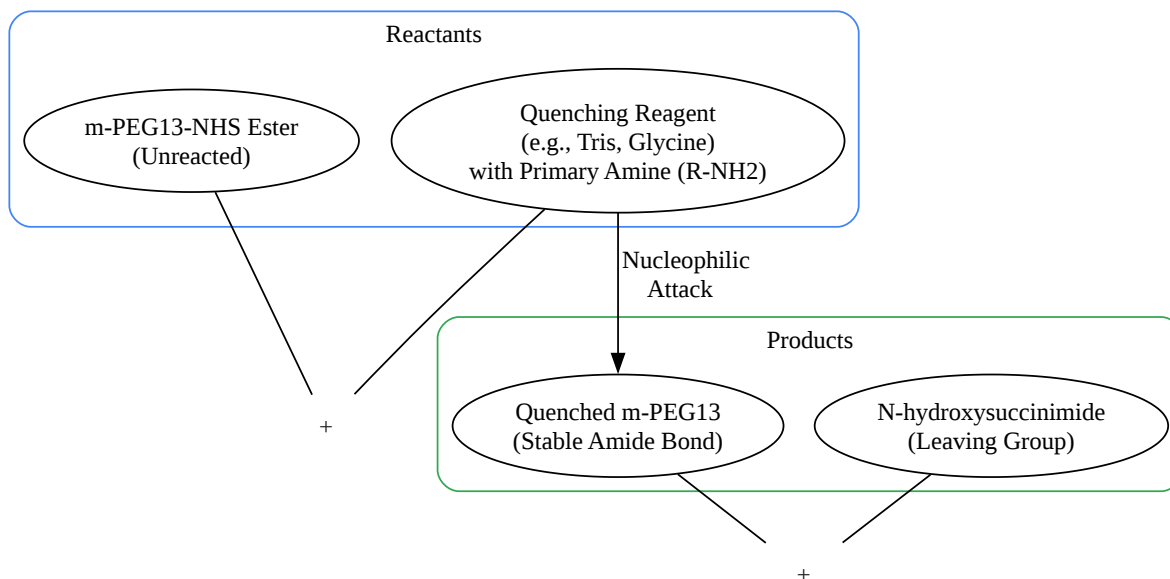 Reactants
m-PEG13-NHS Ester
(Unreacted)
Quenching Reagent
(e.g., Tris, Glycine)
with Primary Amine (R-NH2)
Nucleophilic
Attack
Products
+
Quenched m-PEG13
(Stable Amide Bond)
N-hydroxysuccinimide
(Leaving Group)
+